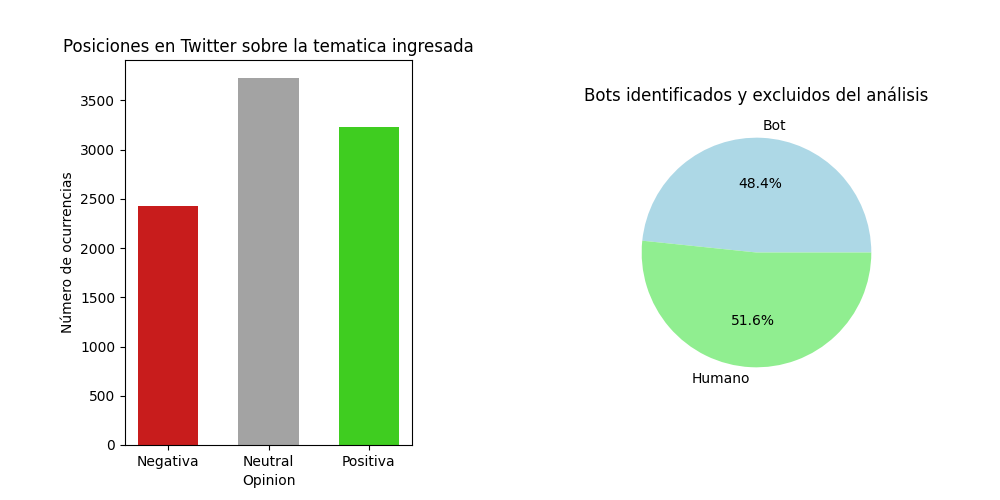 Posiciones en Twitter sobre la tematica ingresada
Número de ocurrencias
3500
3000
2500
2000
1500
1000
500
0
Negativa
Neutral
Positiva
Opinion
Bots identificados y excluidos del análisis
Bot
48.4%
51.6%
Humano